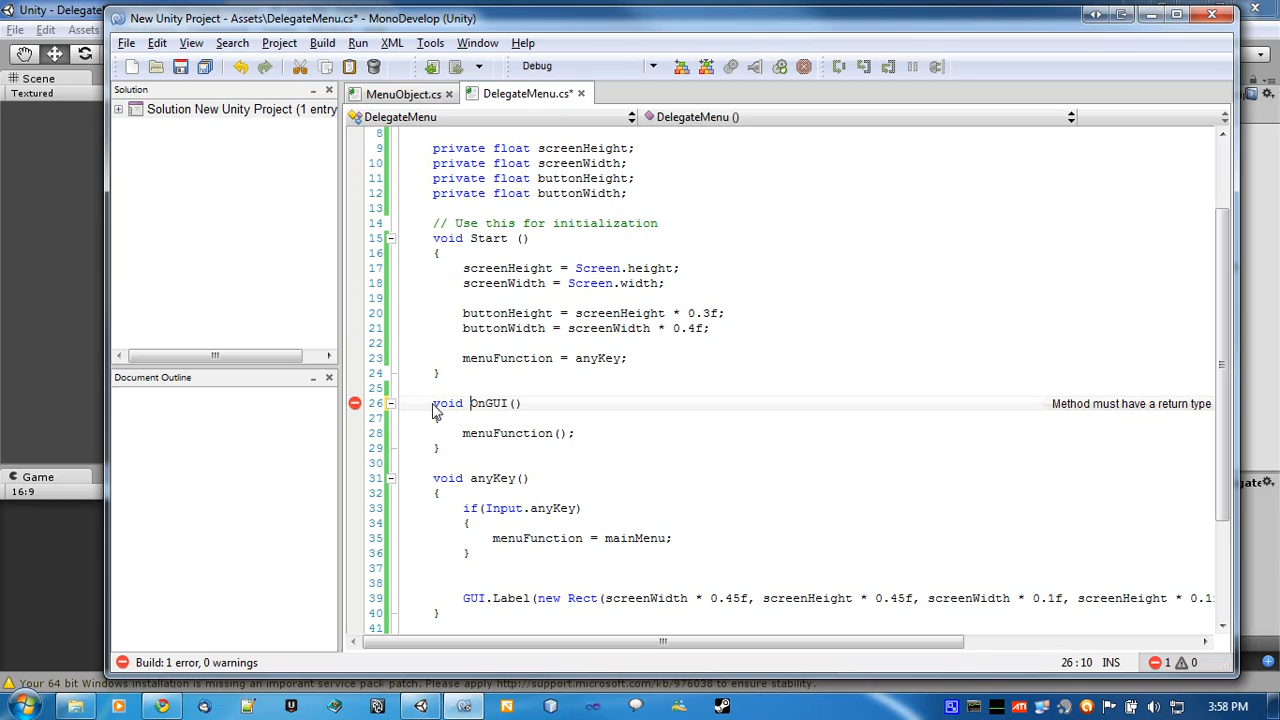 Unity - Delegate
New Unity Project - Assets\DelegateMenu.cs* - MonoDevelop (Unity)
File Edit Assets
File Edit View Search Project Build Run XML Tools Window Help
Debug
Scene
Textured
Solution
Solution New Unity Project (1 entry
Document Outline
MenuObject.cs
DelegateMenu.cs*
DelegateMenu
DelegateMenu ()
8
9 private float screenHeight;
10 private float screenWidth;
11 private float buttonHeight;
12 private float buttonWidth;
13
14 // Use this for initialization
15 void Start ()
16 {
17 screenHeight = Screen.height;
18 screenWidth = Screen.width;
19
20 buttonHeight = screenHeight * 0.3f;
21 buttonWidth = screenWidth * 0.4f;
22
23 menuFunction = anyKey;
24 }
25
26 void OnGUI() Method must have a return type
27
28 menuFunction();
29 }
30
31 void anyKey()
32 {
33 if(Input.anyKey)
34 {
35 menuFunction = mainMenu;
36 }
37
38
39 GUI.Label(new Rect(screenWidth * 0.45f, screenHeight * 0.45f, screenWidth * 0.1f, screenHeight * 0.1
40 }
41
Game
16:9
Build: 1 error, 0 warnings
26 : 10 INS
1 0
Your 64 bit Windows installation is missing an imporant service pack patch. Please apply http://support.microsoft.com/kb/976038 to ensure stability.
3:58 PM